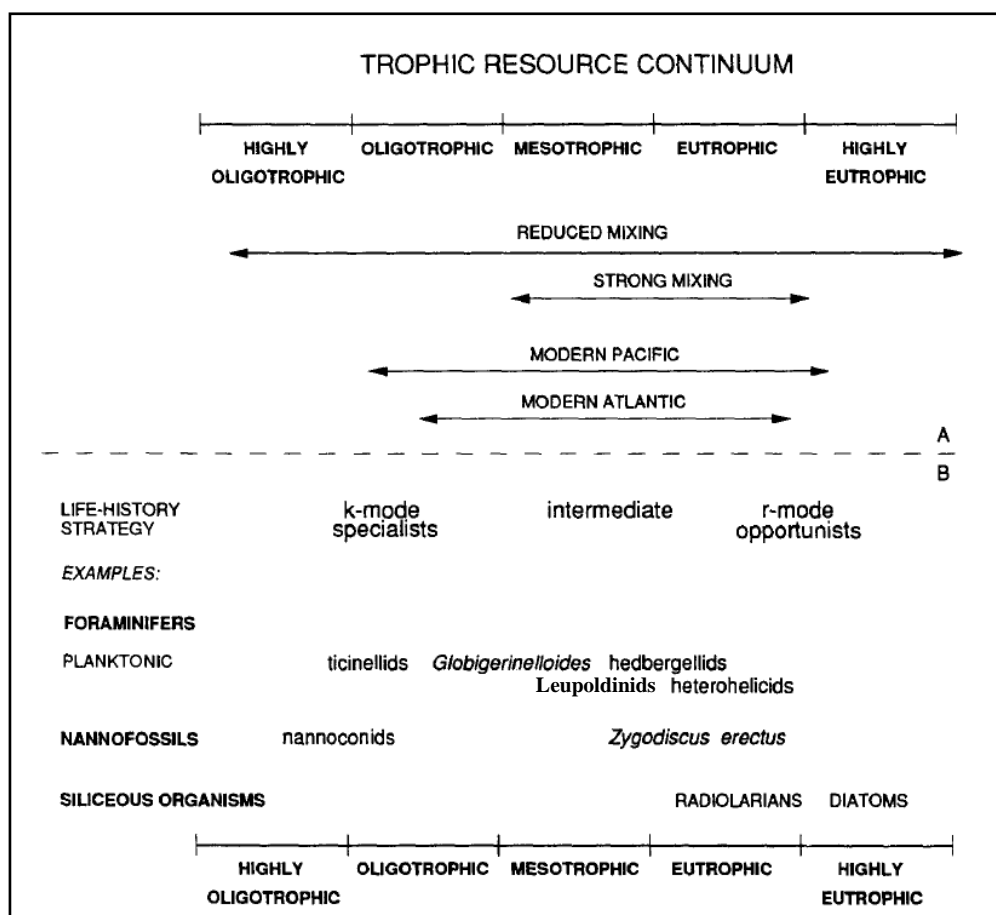 TROPHIC RESOURCE CONTINUUM
HIGHLY OLIGOTROPHIC MESOTROPHIC EUTROPHIC HIGHLY
OLIGOTROPHIC EUTROPHIC
REDUCED MIXING
STRONG MIXING
MODERN PACIFIC
MODERN ATLANTIC
A
B
LIFE-HISTORY k-mode intermediate r-mode
STRATEGY specialists opportunists
EXAMPLES:
FORAMINIFERS
PLANKTONIC ticinellids Globigerinelloides hedbergellids
Leupoldinids heterohelicids
NANNOFOSSILS nannoconids Zygodiscus erectus
SILICEOUS ORGANISMS RADIOLARIANS DIATOMS
HIGHLY OLIGOTROPHIC MESOTROPHIC EUTROPHIC HIGHLY
OLIGOTROPHIC EUTROPHIC